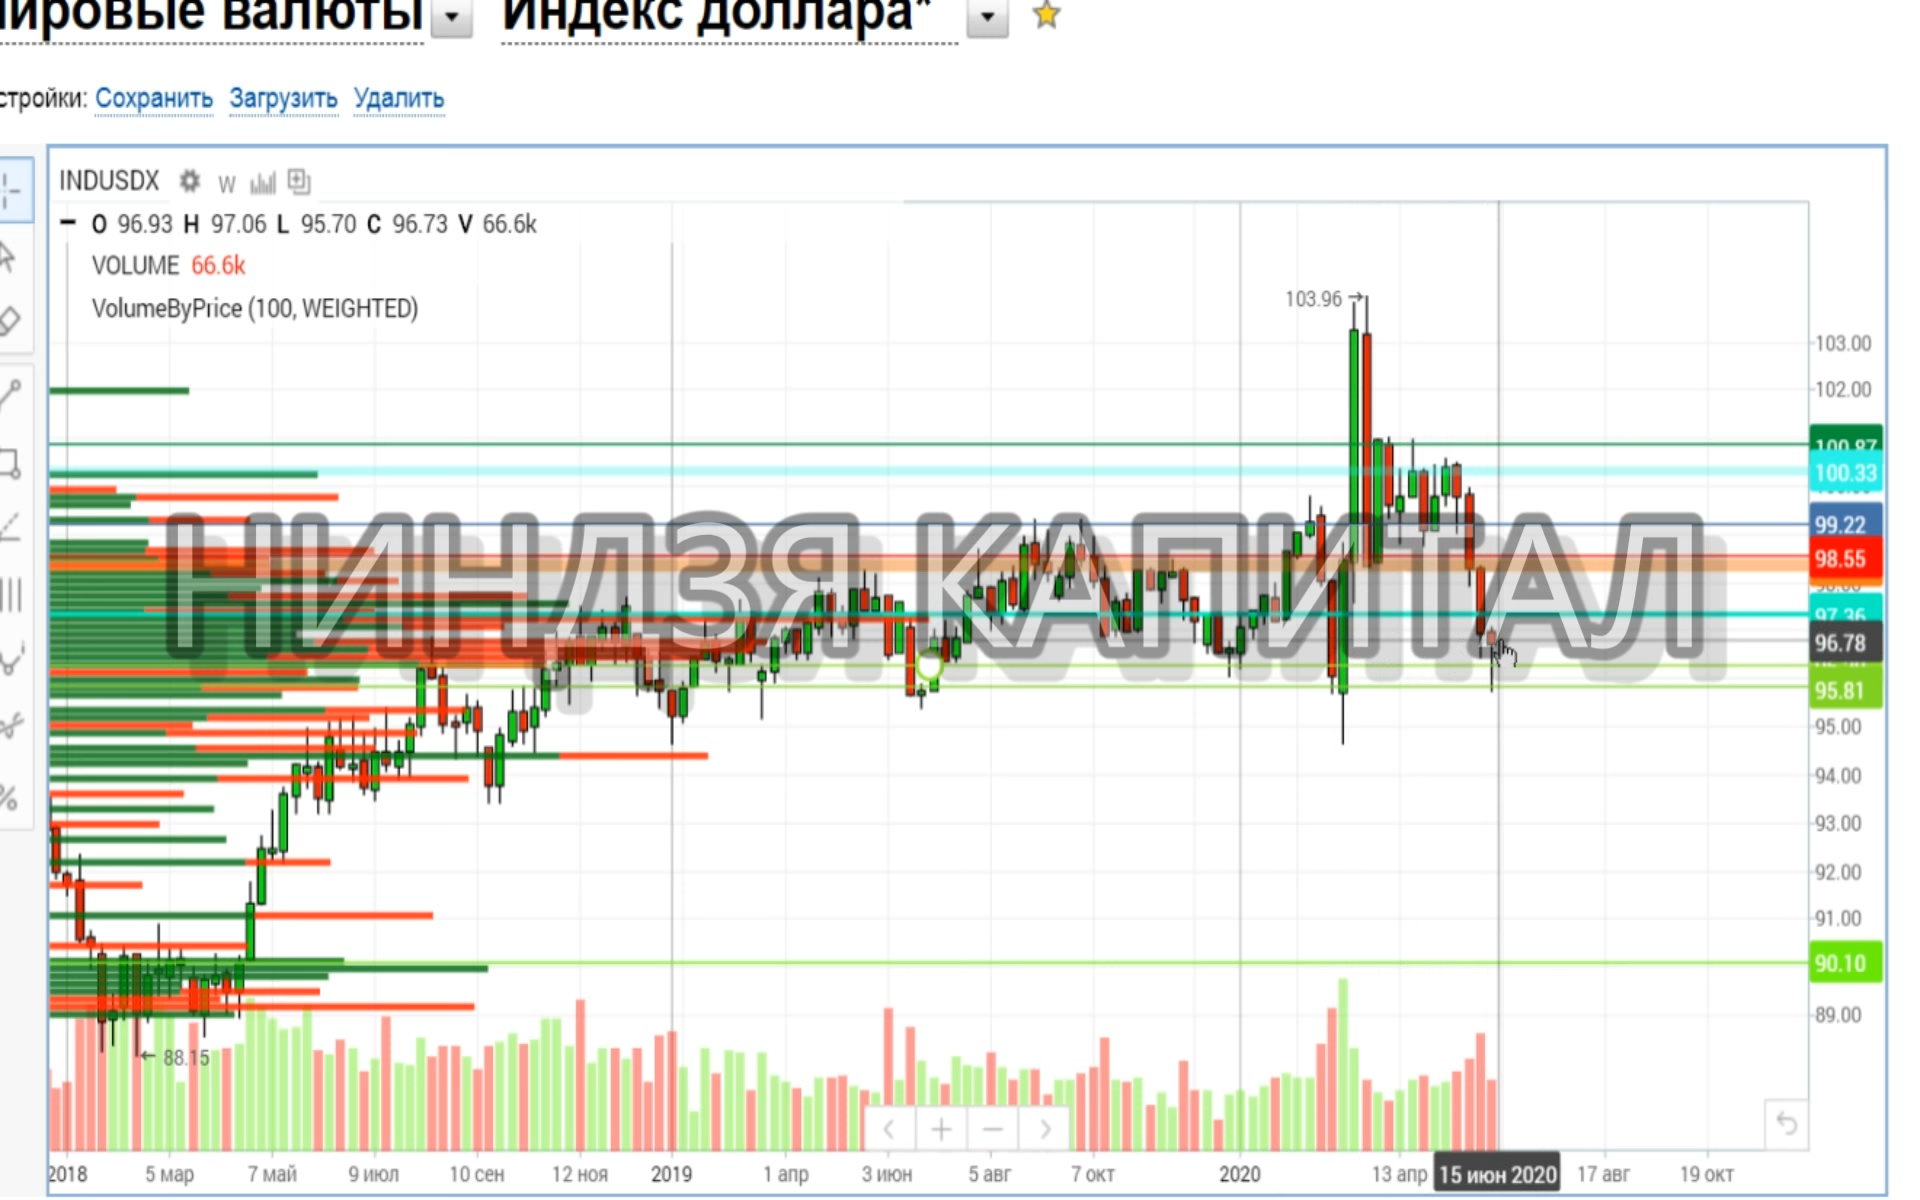 Индекс доллара*
Сохранить Загрузить Удалить
INDUSDX W
O 96.93 H 97.06 L 95.70 C 96.73 V 66.6k
VOLUME 66.6k
VolumeByPrice (100, WEIGHTED)
103.96
103.00
102.00
100.87
100.33
99.22
98.55
97.36
96.78
95.81
95.00
94.00
93.00
92.00
91.00
90.10
89.00
НИНДЗЯ КАПИТАЛ
88.15
2018 5 мар 7 май 9 июл 10 сен 12 ноя 2019 1 апр 3 июн 5 авг 7 окт 2020 13 апр 15 июн 2020 17 авг 19 окт